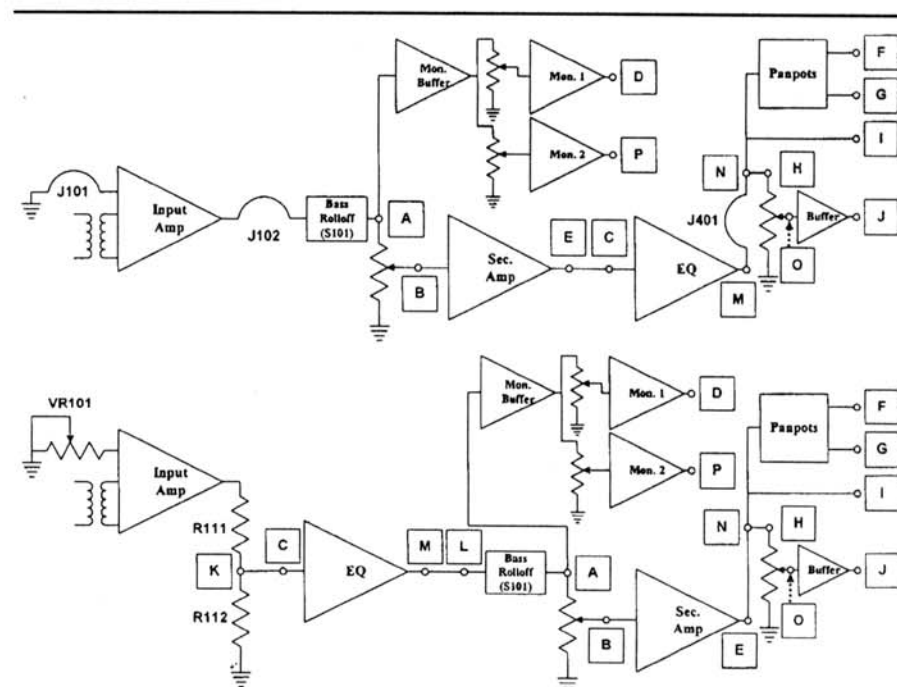 F
Mon. Buffer
Mon. 1
D
Panpots
G
Mon. 2
P
I
J101
N
H
Input Amp
J102
Bass Rolloff (S101)
A
J401
Buffer
J
Sec. Amp
E
C
EQ
O
B
M
VR101
Mon. Buffer
Mon. 1
D
Panpots
F
G
Input Amp
Mon. 2
P
I
R111
N
H
K
C
EQ
M
L
Bass Rolloff (S101)
A
Buffer
J
R112
B
Sec. Amp
E
O